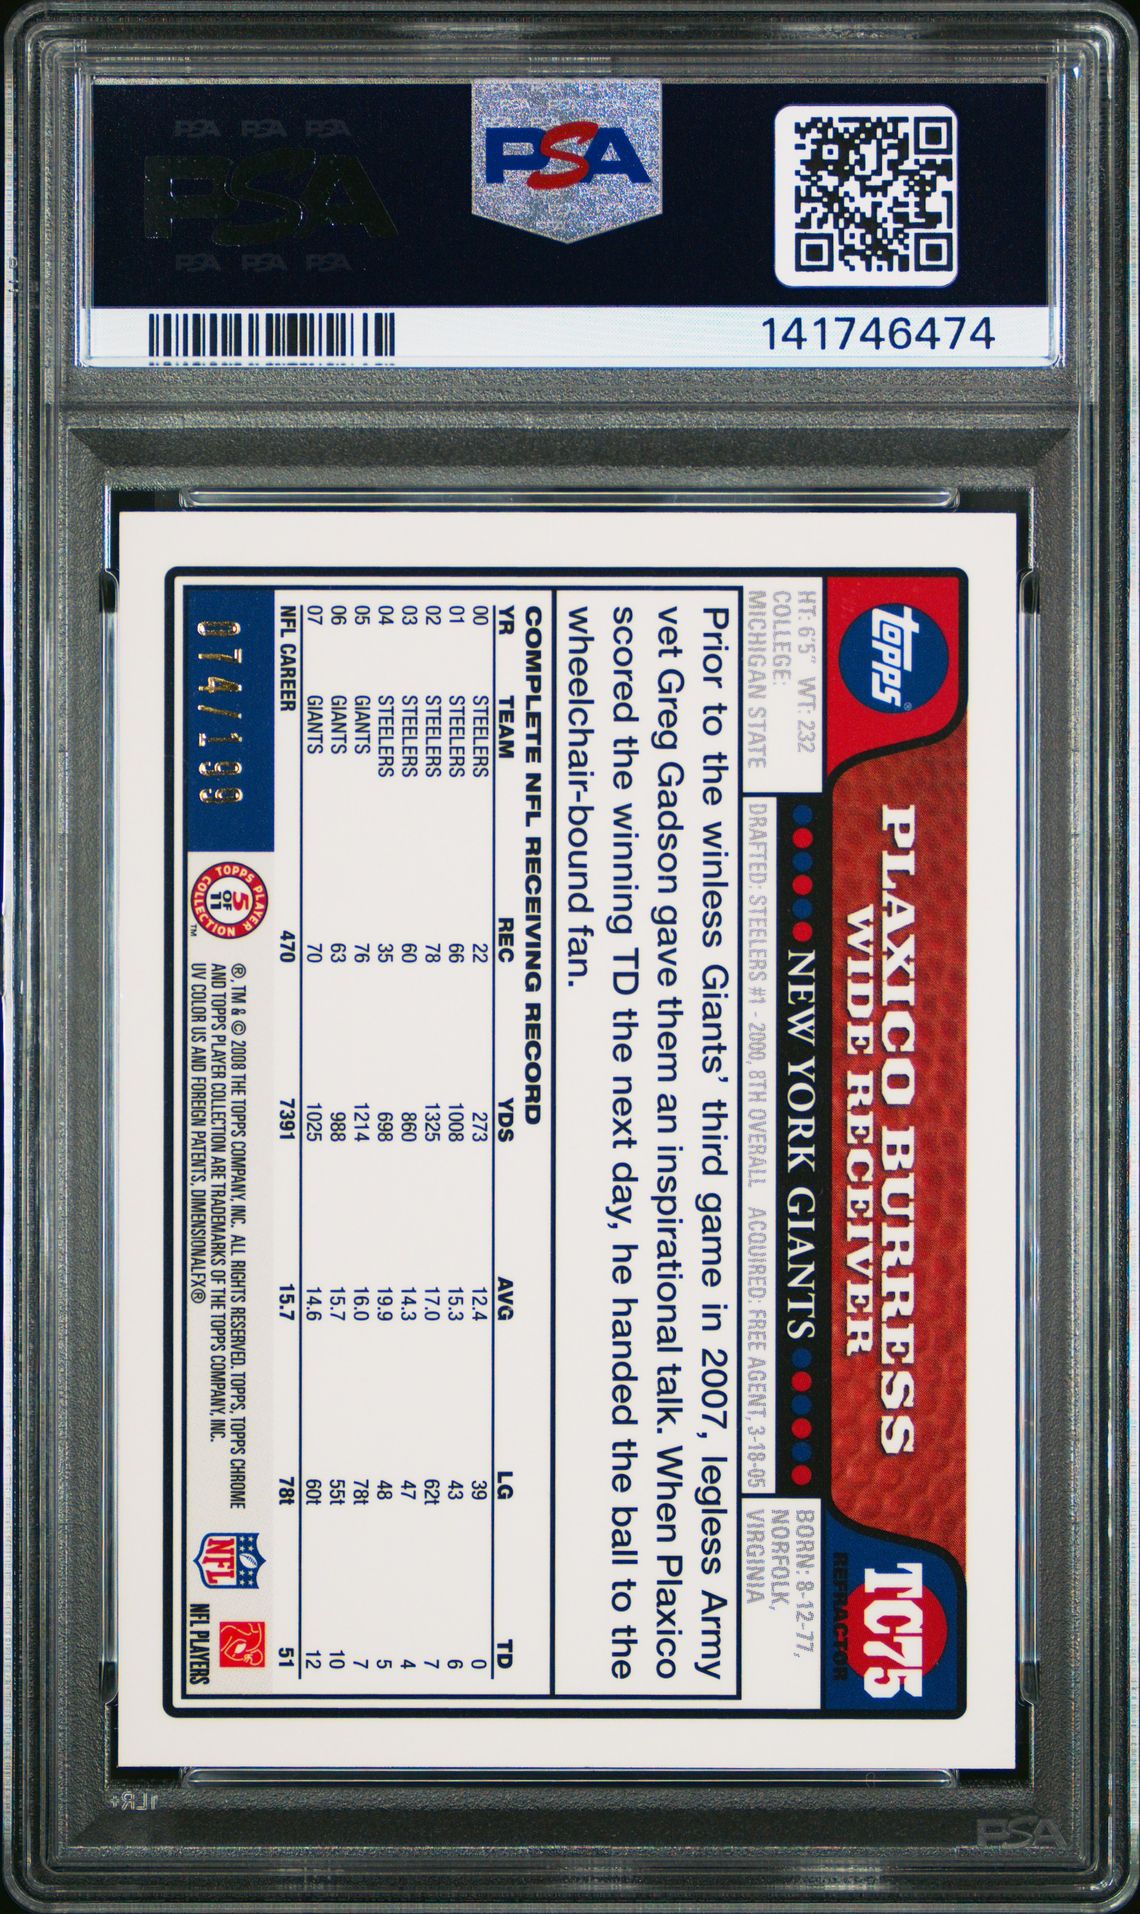 PSA PSA PSA
PSA
PSA PSA PSA
PSA
141746474
topps®
PLAXICO BURRESS
WIDE RECEIVER
TC75
REFRACTOR
NEW YORK GIANTS
HT: 6'5" WT: 232
COLLEGE:
MICHIGAN STATE
DRAFTED: STEELERS #1 - 2000, 8TH OVERALL ACQUIRED: FREE AGENT, 3-18-05
BORN: 8-12-77,
NORFOLK,
VIRGINIA
Prior to the winless Giants' third game in 2007, legless Army
vet Greg Gadson gave them an inspirational talk. When Plaxico
scored the winning TD the next day, he handed the ball to the
wheelchair-bound fan.
COMPLETE NFL RECEIVING RECORD
YR TEAM REC YDS AVG LG TD
00 STEELERS 22 273 12.4 39 0
01 STEELERS 66 1008 15.3 43 6
02 STEELERS 78 1325 17.0 62t 7
03 STEELERS 60 860 14.3 47 4
04 STEELERS 35 698 19.9 48 5
05 GIANTS 76 1214 16.0 78t 7
06 GIANTS 63 988 15.7 55t 10
07 GIANTS 70 1025 14.6 60t 12
NFL CAREER 470 7391 15.7 78t 51
074/199
TOPPS PLAYER
5
OF
11
COLLECTION
™
®, TM & © 2008 THE TOPPS COMPANY, INC. ALL RIGHTS RESERVED. TOPPS, TOPPS CHROME
AND TOPPS PLAYER COLLECTION ARE TRADEMARKS OF THE TOPPS COMPANY, INC.
UV COLOR US AND FOREIGN PATENTS. DIMENSIONALFX®
NFL
NFL PLAYERS
PSA